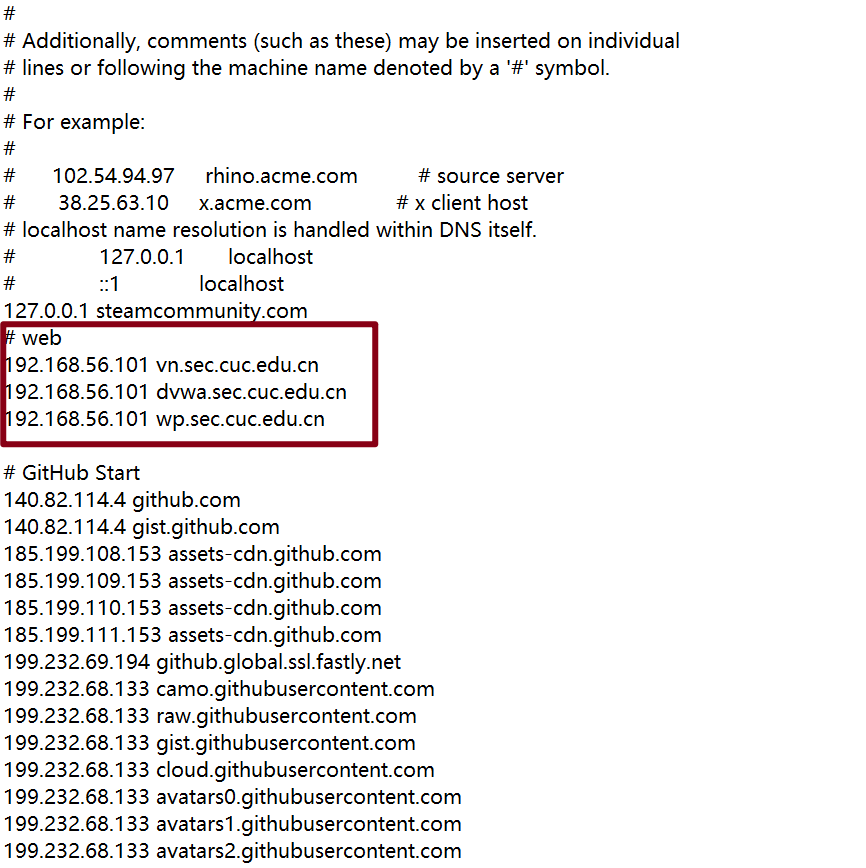 #
# Additionally, comments (such as these) may be inserted on individual
# lines or following the machine name denoted by a '#' symbol.
#
# For example:
#
#      102.54.94.97     rhino.acme.com          # source server
#       38.25.63.10     x.acme.com              # x client host
# localhost name resolution is handled within DNS itself.
#              127.0.0.1       localhost
#              ::1             localhost
127.0.0.1 steamcommunity.com
# web
192.168.56.101 vn.sec.cuc.edu.cn
192.168.56.101 dvwa.sec.cuc.edu.cn
192.168.56.101 wp.sec.cuc.edu.cn
# GitHub Start
140.82.114.4 github.com
140.82.114.4 gist.github.com
185.199.108.153 assets-cdn.github.com
185.199.109.153 assets-cdn.github.com
185.199.110.153 assets-cdn.github.com
185.199.111.153 assets-cdn.github.com
199.232.69.194 github.global.ssl.fastly.net
199.232.68.133 camo.githubusercontent.com
199.232.68.133 raw.githubusercontent.com
199.232.68.133 gist.githubusercontent.com
199.232.68.133 cloud.githubusercontent.com
199.232.68.133 avatars0.githubusercontent.com
199.232.68.133 avatars1.githubusercontent.com
199.232.68.133 avatars2.githubusercontent.com